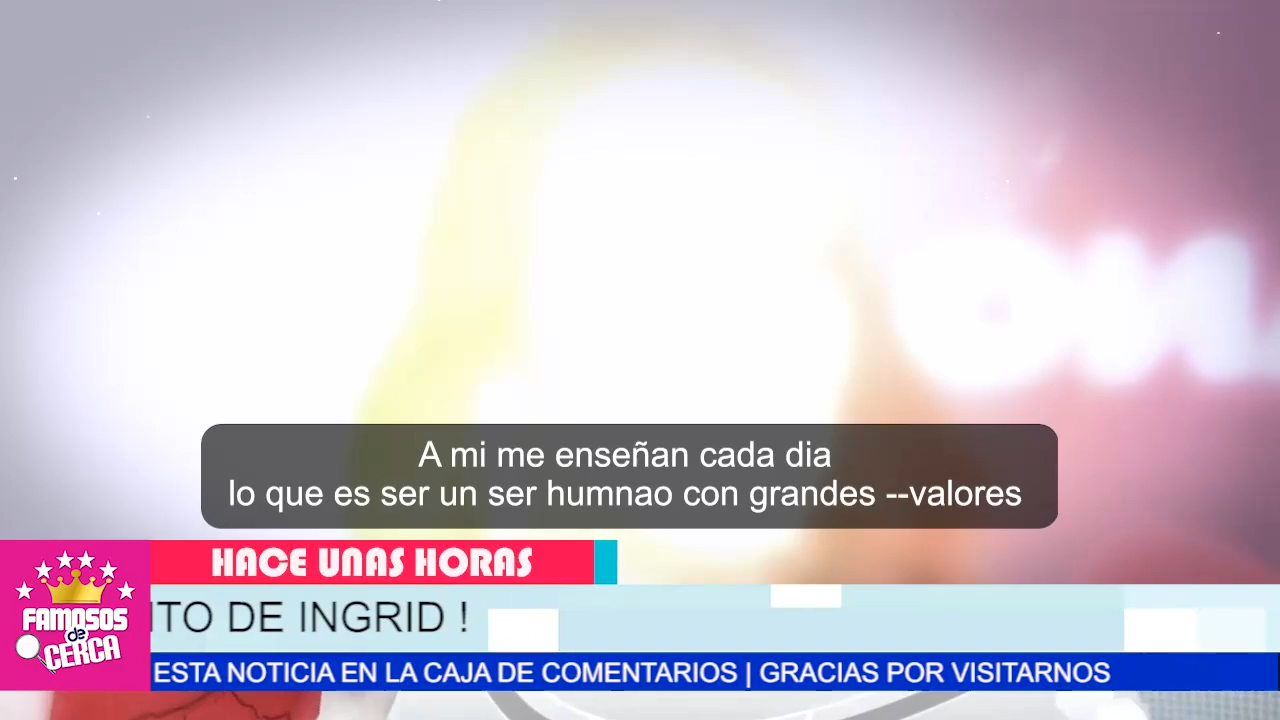 A mi me enseñan cada dia
lo que es ser un ser humnao con grandes --valores
HACE UNAS HORAS
FAMOSOS
de
CERCA
ITO DE INGRID !
ESTA NOTICIA EN LA CAJA DE COMENTARIOS | GRACIAS POR VISITARNOS